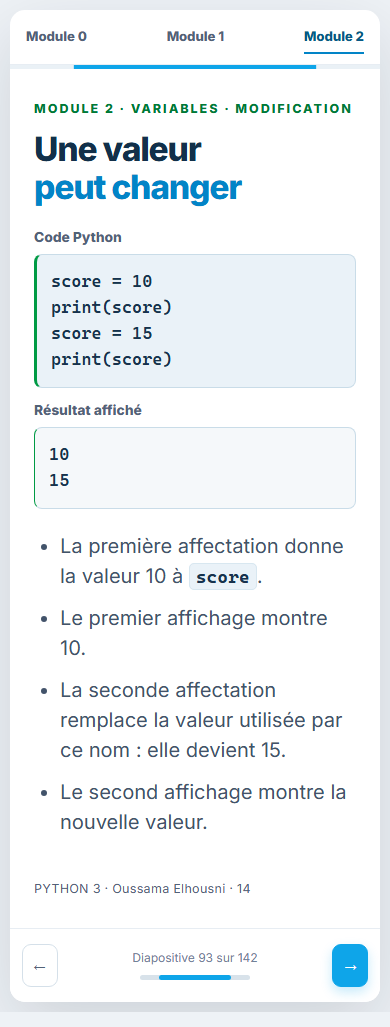 Module 0 Module 1 Module 2
MODULE 2 · VARIABLES · MODIFICATION
Une valeur
peut changer
Code Python
score = 10
print(score)
score = 15
print(score)
Résultat affiché
10
15
• La première affectation donne
la valeur 10 à score.
• Le premier affichage montre
10.
• La seconde affectation
remplace la valeur utilisée par
ce nom : elle devient 15.
• Le second affichage montre la
nouvelle valeur.
PYTHON 3 · Oussama Elhousni · 14
← Diapositive 93 sur 142 →